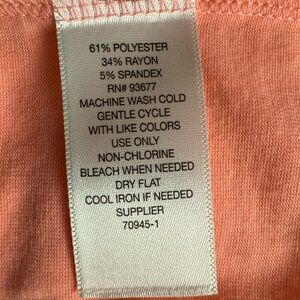 61% POLYESTER
34% RAYON
5% SPANDEX
RN# 93677
MACHINE WASH COLD
GENTLE CYCLE
WITH LIKE COLORS
USE ONLY
NON-CHLORINE
BLEACH WHEN NEEDED
DRY FLAT
COOL IRON IF NEEDED
SUPPLIER
70945-1